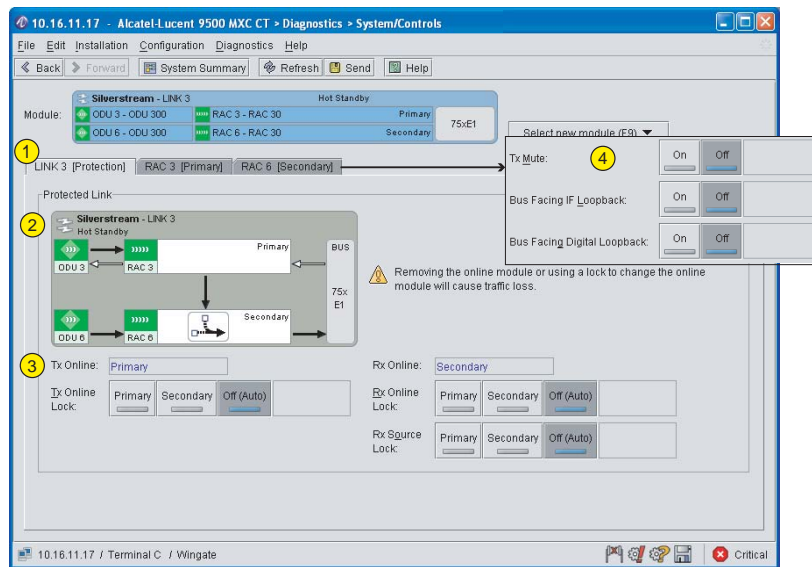 10.16.11.17 - Alcatel-Lucent 9500 MXC CT > Diagnostics > System/Controls
File Edit Installation Configuration Diagnostics Help
Back Forward System Summary Refresh Send Help
Module:
Silverstream - LINK 3 Hot Standby
ODU 3 - ODU 300 RAC 3 - RAC 30 Primary
ODU 6 - ODU 300 RAC 6 - RAC 30 Secondary
75xE1
Select new module (F9)
1
LINK 3 [Protection] RAC 3 [Primary] RAC 6 [Secondary]
4
Tx Mute: On Off
Bus Facing IF Loopback: On Off
Bus Facing Digital Loopback: On Off
Protected Link
2
Silverstream - LINK 3
Hot Standby
Primary BUS
ODU 3 RAC 3
75x
E1
Secondary
ODU 6 RAC 6
Removing the online module or using a lock to change the online
module will cause traffic loss.
3
Tx Online: Primary
Tx Online
Lock:
Primary Secondary Off (Auto)
Rx Online: Secondary
Rx Online
Lock:
Primary Secondary Off (Auto)
Rx Source
Lock:
Primary Secondary Off (Auto)
10.16.11.17 / Terminal C / Wingate
Critical